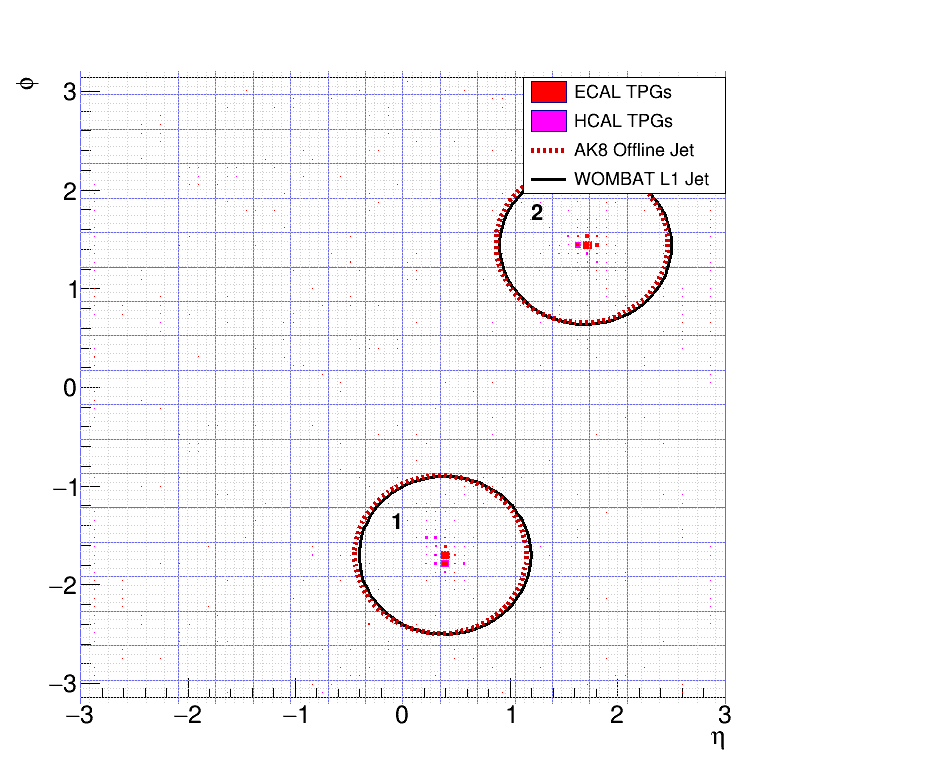 ϕ
3
2
1
0
−1
−2
−3
ECAL TPGs
HCAL TPGs
AK8 Offline Jet
WOMBAT L1 Jet
2
1
−3 −2 −1 0 1 2 3
η